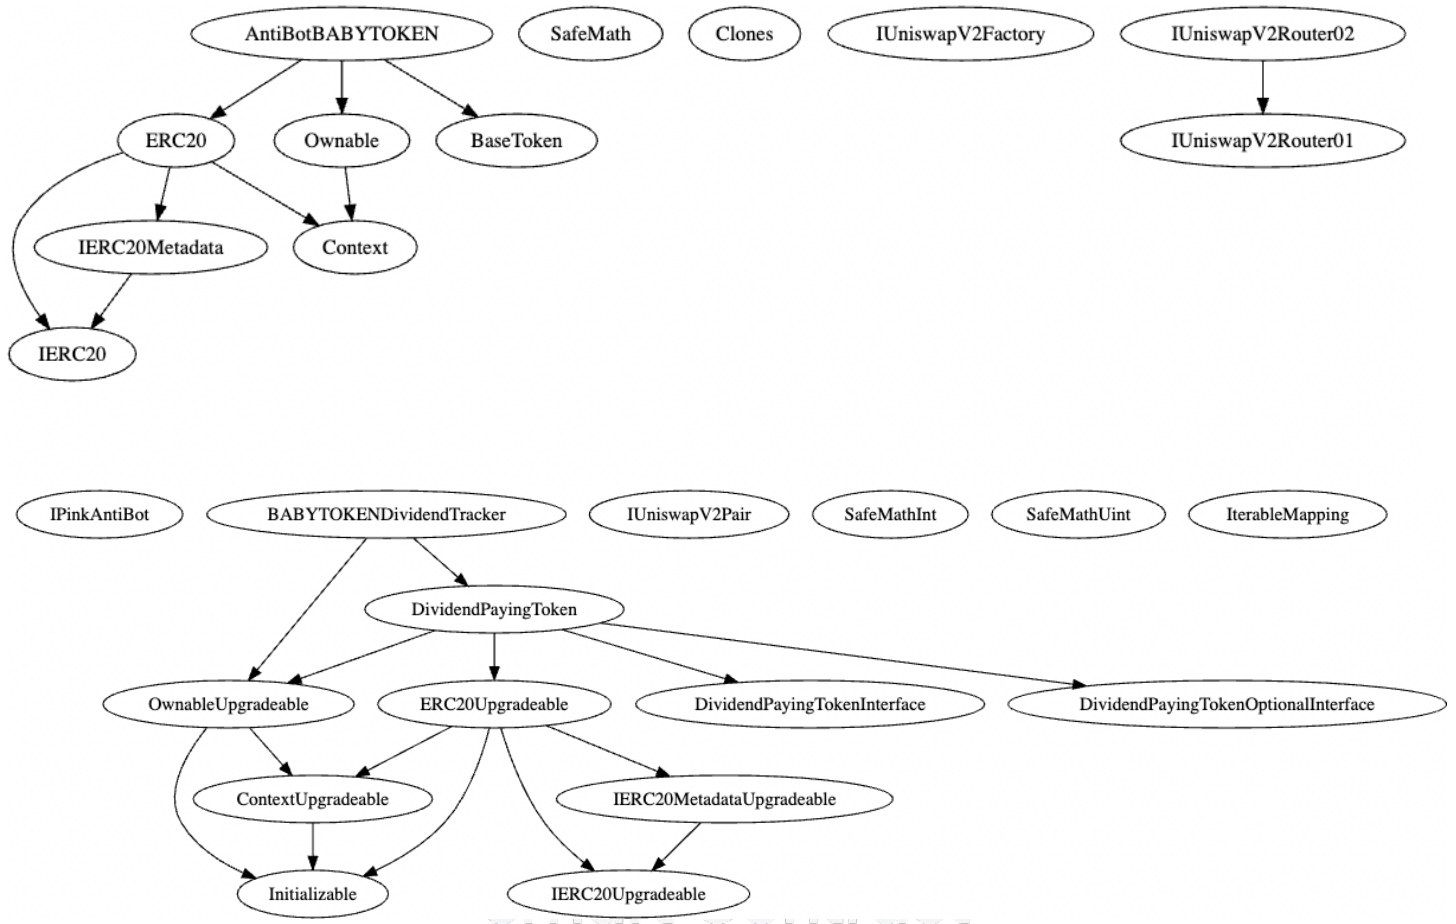 AntiBotBABYTOKEN
SafeMath
Clones
IUniswapV2Factory
IUniswapV2Router02
ERC20
Ownable
BaseToken
IUniswapV2Router01
IERC20Metadata
Context
IERC20
IPinkAntiBot
BABYTOKENDividendTracker
IUniswapV2Pair
SafeMathInt
SafeMathUint
IterableMapping
DividendPayingToken
OwnableUpgradeable
ERC20Upgradeable
DividendPayingTokenInterface
DividendPayingTokenOptionalInterface
ContextUpgradeable
IERC20MetadataUpgradeable
Initializable
IERC20Upgradeable